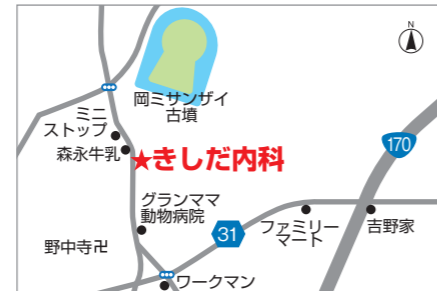 N
岡ミサンザイ
古墳
ミニ
ストップ
森永牛乳
★きしだ内科
170
グランママ
動物病院
31
ファミリー
マート
吉野家
野中寺卍
ワークマン